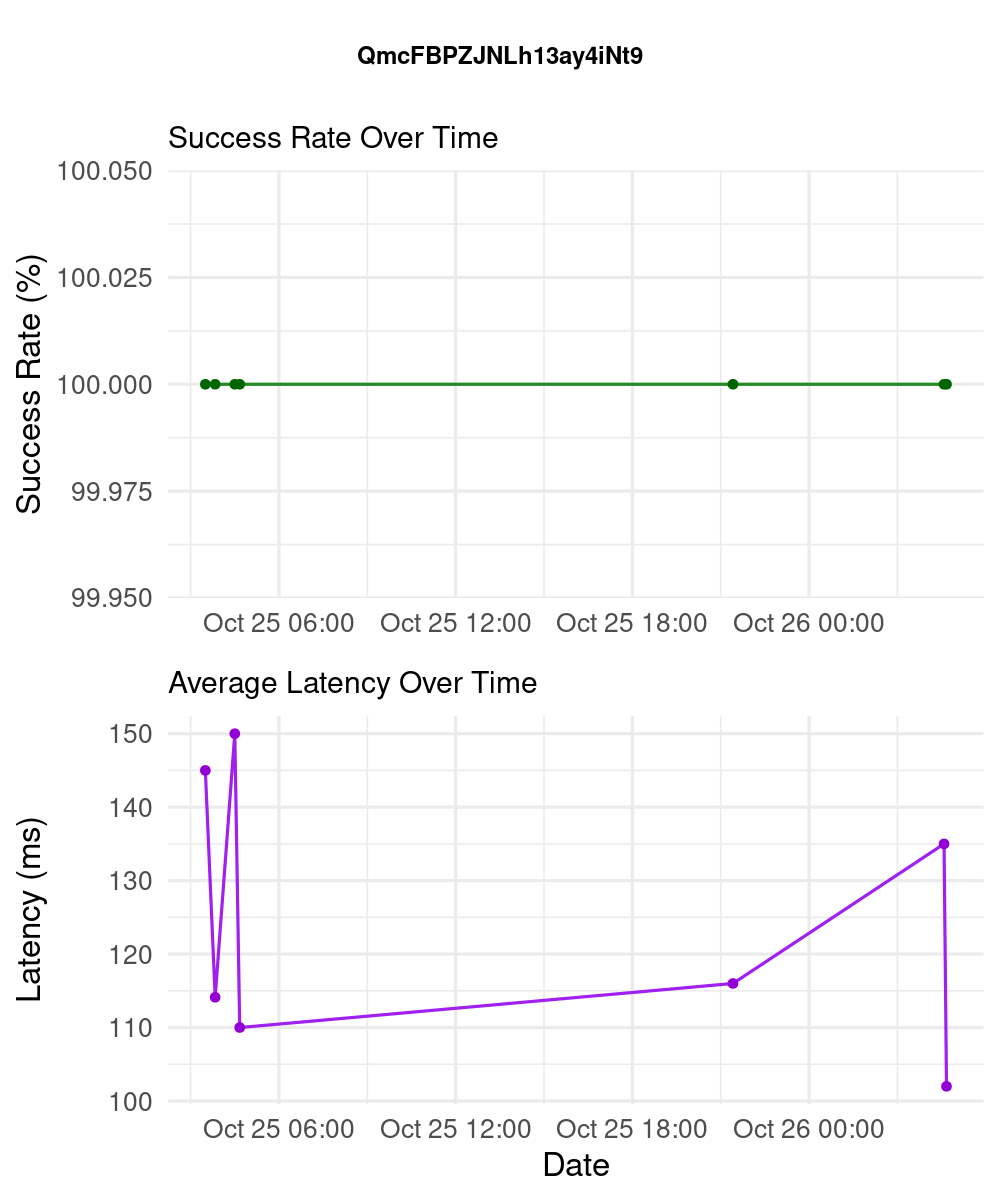 QmcFBPZJNLh13ay4iNt9
Success Rate Over Time
Success Rate (%)
100.050
100.025
100.000
99.975
99.950
Oct 25 06:00 Oct 25 12:00 Oct 25 18:00 Oct 26 00:00
Average Latency Over Time
Latency (ms)
150
140
130
120
110
100
Oct 25 06:00 Oct 25 12:00 Oct 25 18:00 Oct 26 00:00
Date